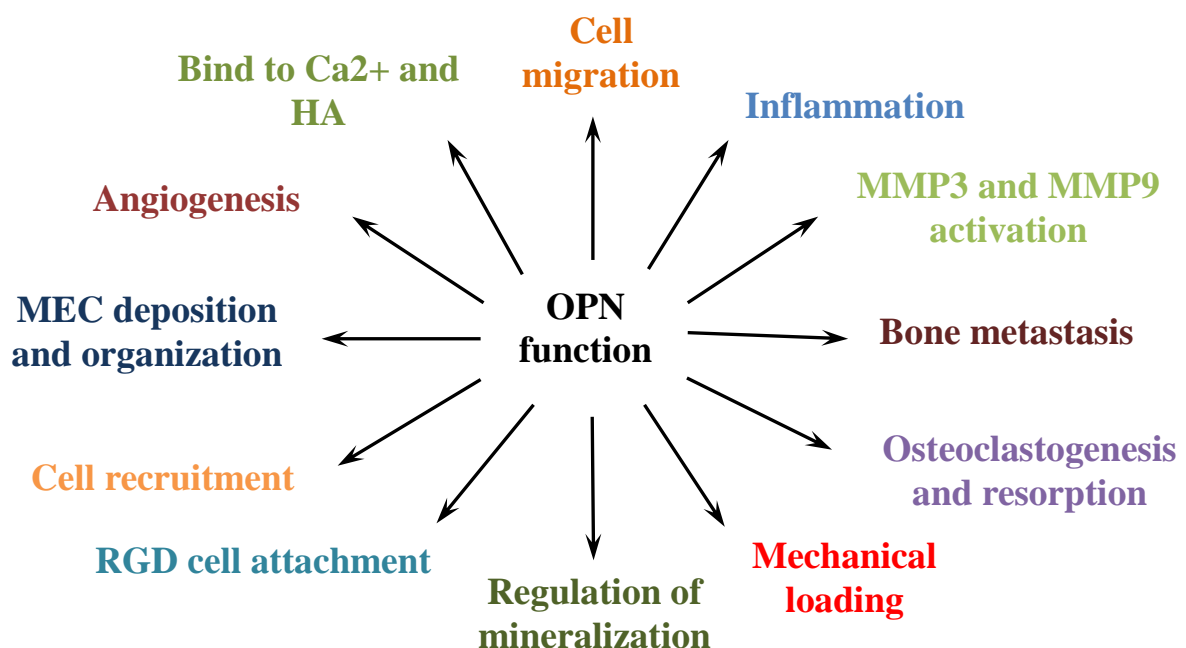 Cell
migration
Bind to Ca2+ and
HA
Inflammation
MMP3 and MMP9
activation
Angiogenesis
OPN
function
MEC deposition
and organization
Bone metastasis
Osteoclastogenesis
and resorption
Cell recruitment
RGD cell attachment
Mechanical
loading
Regulation of
mineralization